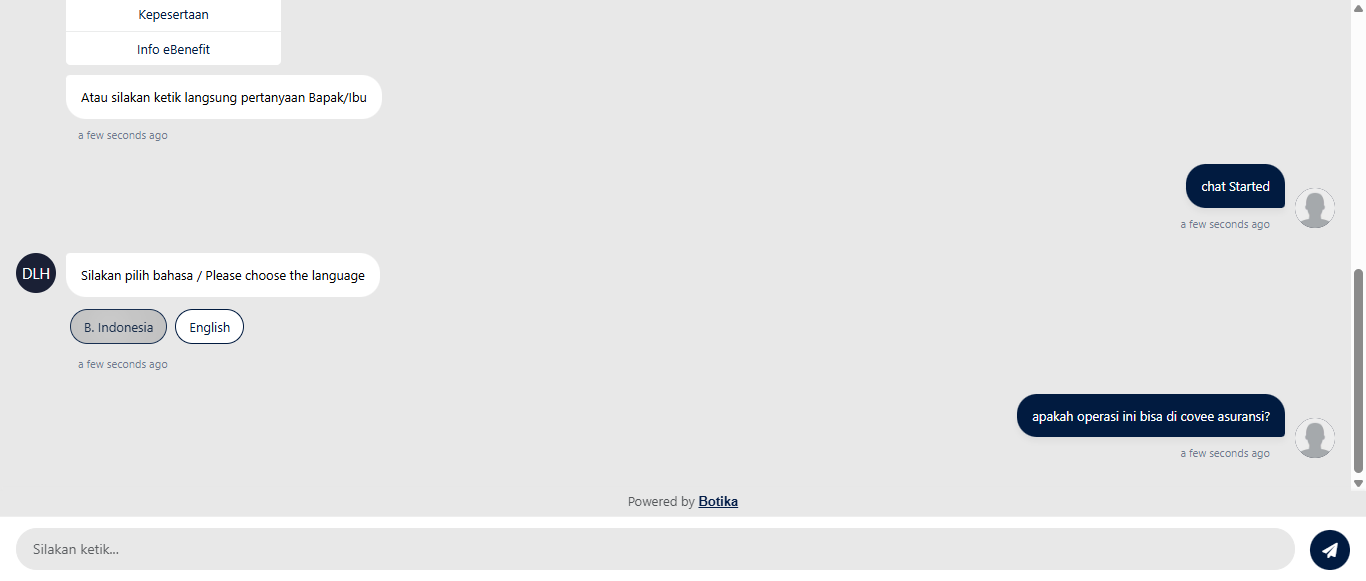 Kepesertaan
Info eBenefit
Atau silakan ketik langsung pertanyaan Bapak/Ibu
a few seconds ago
chat Started
a few seconds ago
DLH
Silakan pilih bahasa / Please choose the language
B. Indonesia
English
a few seconds ago
apakah operasi ini bisa di covee asuransi?
a few seconds ago
Powered by Botika
Silakan ketik...